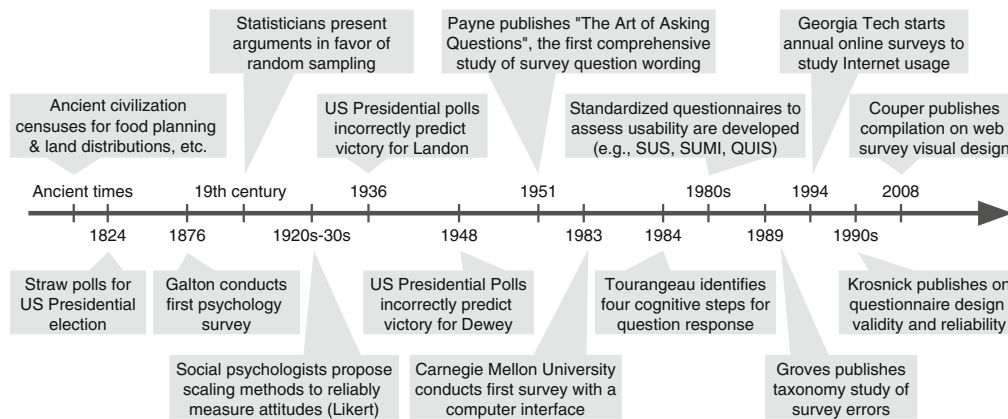 Statisticians present
arguments in favor of
random sampling
Payne publishes "The Art of Asking
Questions", the first comprehensive
study of survey question wording
Georgia Tech starts
annual online surveys to
study Internet usage
Ancient civilization
censuses for food planning
& land distributions, etc.
US Presidential polls
incorrectly predict
victory for Landon
Standardized questionnaires to
assess usability are developed
(e.g., SUS, SUMI, QUIS)
Couper publishes
compilation on web
survey visual design
Ancient times
19th century
1936
1951
1980s
1994
2008
1824
1876
1920s-30s
1948
1983
1984
1989
1990s
Straw polls for
US Presidential
election
Galton conducts
first psychology
survey
US Presidential Polls
incorrectly predict
victory for Dewey
Tourangeau identifies
four cognitive steps for
question response
Krosnick publishes on
questionnaire design
validity and reliability
Social psychologists propose
scaling methods to reliably
measure attitudes (Likert)
Carnegie Mellon University
conducts first survey with a
computer interface
Groves publishes
taxonomy study of
survey errors